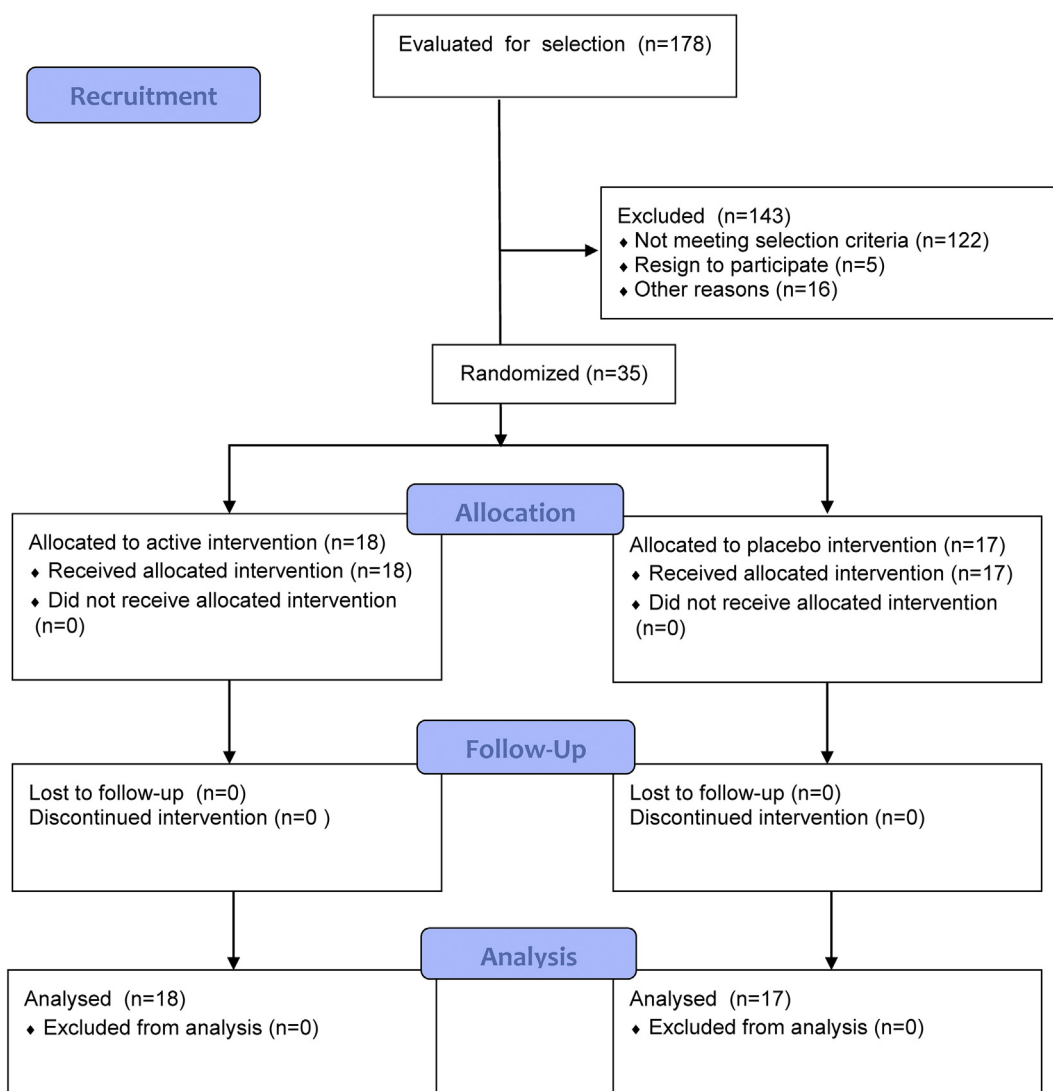 Evaluated for selection (n=178)
Recruitment
Excluded (n=143)
♦ Not meeting selection criteria (n=122)
♦ Resign to participate (n=5)
♦ Other reasons (n=16)
Randomized (n=35)
Allocation
Allocated to active intervention (n=18)
♦ Received allocated intervention (n=18)
♦ Did not receive allocated intervention
(n=0)
Allocated to placebo intervention (n=17)
♦ Received allocated intervention (n=17)
♦ Did not receive allocated intervention
(n=0)
Follow-Up
Lost to follow-up (n=0)
Discontinued intervention (n=0 )
Lost to follow-up (n=0)
Discontinued intervention (n=0)
Analysis
Analysed (n=18)
♦ Excluded from analysis (n=0)
Analysed (n=17)
♦ Excluded from analysis (n=0)